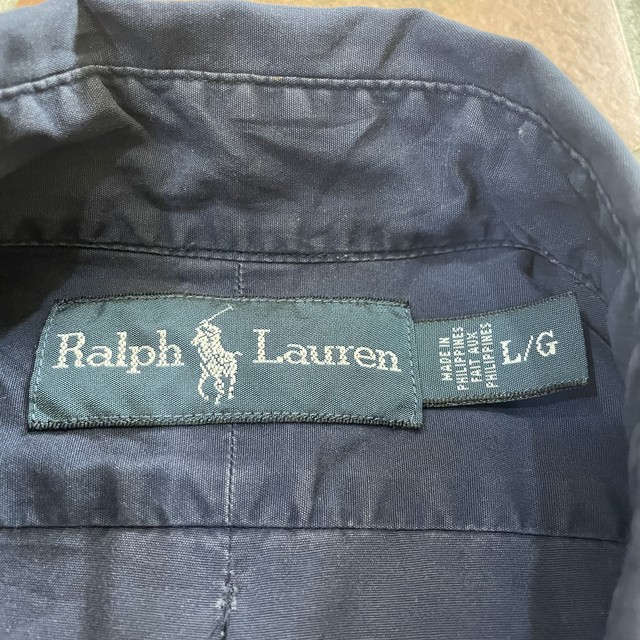 Ralph Lauren
MADE IN
PHILIPPINES
FAIT AUX
PHILIPPINES
L/G